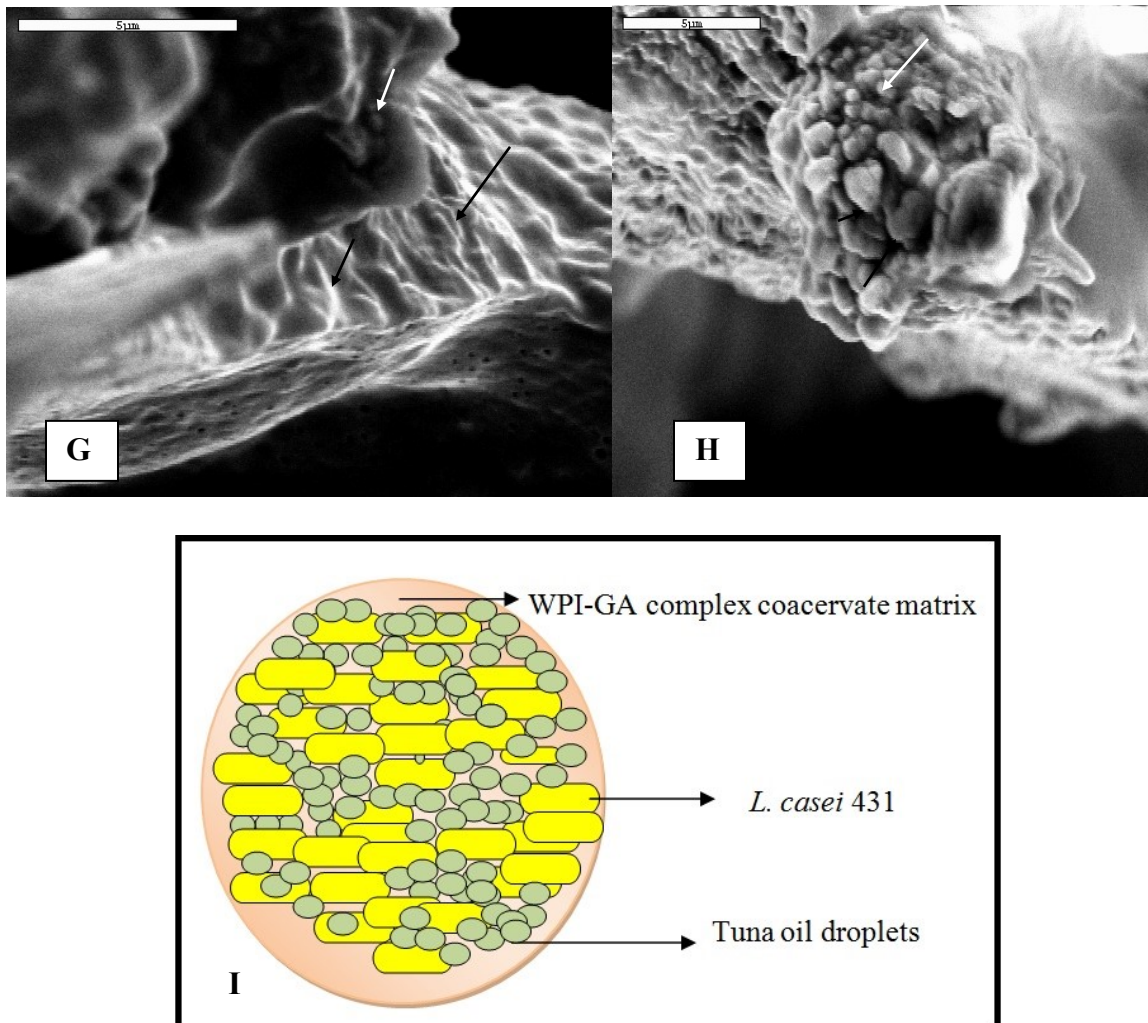 5µm
5µm
G
H
WPI-GA complex coacervate matrix
L. casei 431
Tuna oil droplets
I